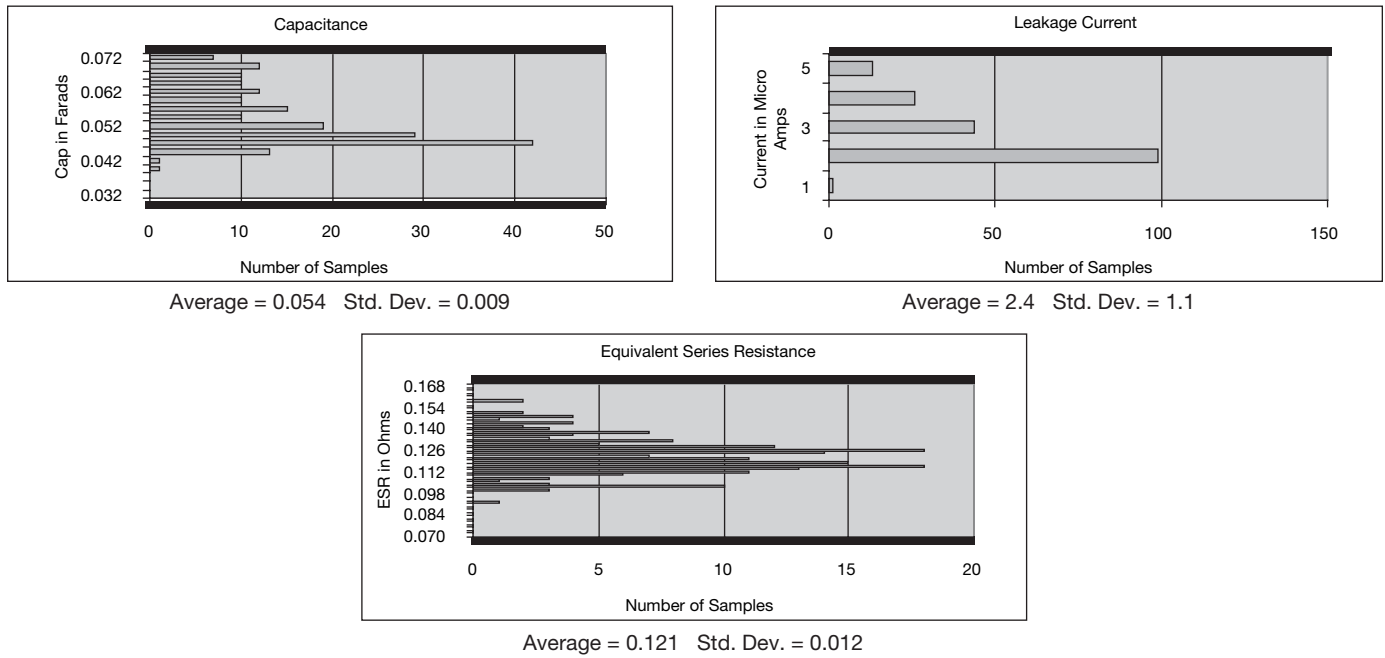 Capacitance
Cap in Farads
0.072
0.062
0.052
0.042
0.032
0 10 20 30 40 50
Number of Samples
Average = 0.054 Std. Dev. = 0.009
Leakage Current
Current in Micro
Amps
5
3
1
0 50 100 150
Number of Samples
Average = 2.4 Std. Dev. = 1.1
Equivalent Series Resistance
ESR in Ohms
0.168
0.154
0.140
0.126
0.112
0.098
0.084
0.070
0 5 10 15 20
Number of Samples
Average = 0.121 Std. Dev. = 0.012